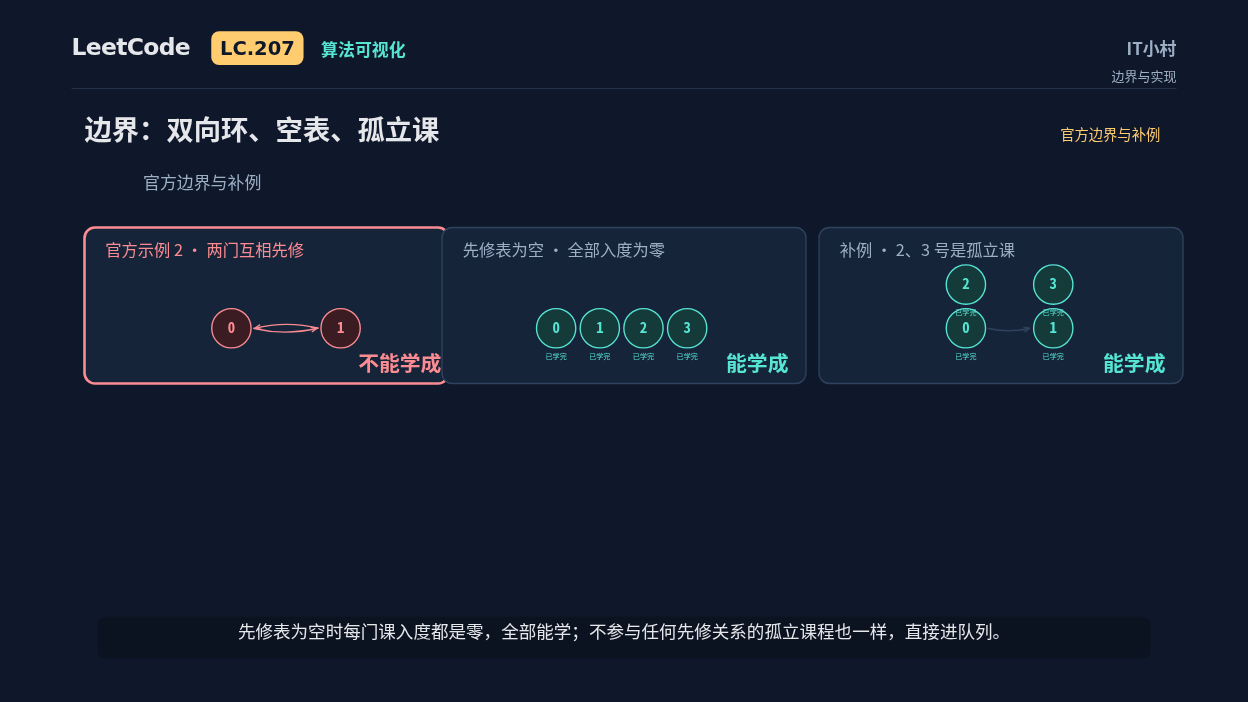 LeetCode LC.207 算法可视化
IT小村
边界与实现
边界：双向环、空表、孤立课
官方边界与补例
官方边界与补例
官方示例 2 · 两门互相先修
0 1
不能学成
先修表为空 · 全部入度为零
0 1 2 3
已学完 已学完 已学完 已学完
能学成
补例 · 2、3 号是孤立课
2 3
已学完 已学完
0 1
已学完 已学完
能学成
先修表为空时每门课入度都是零，全部能学；不参与任何先修关系的孤立课程也一样，直接进队列。